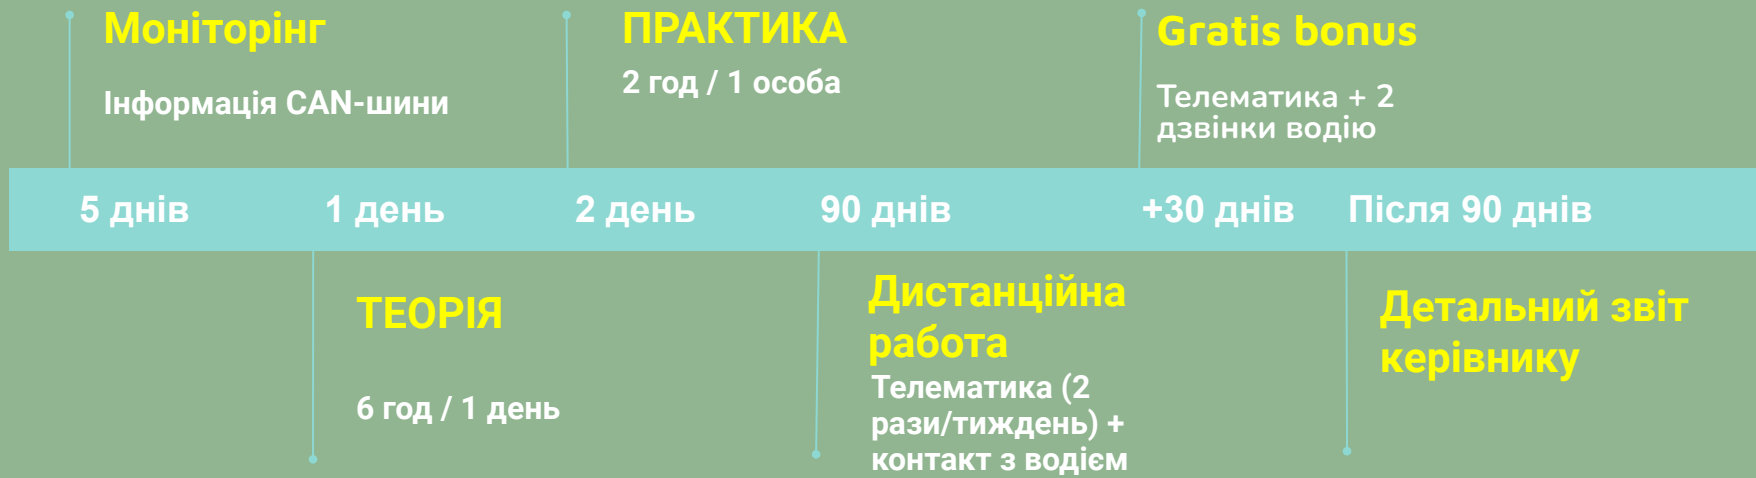 Моніторінг
Інформація CAN-шини
ПРАКТИКА
2 год / 1 особа
Gratis bonus
Телематика + 2
дзвінки водію
5 днів
1 день
2 день
90 днів
+30 днів
Після 90 днів
ТЕОРІЯ
6 год / 1 день
Дистанційна
работа
Телематика (2
рази/тиждень) +
контакт з водієм
Детальний звіт
керівнику